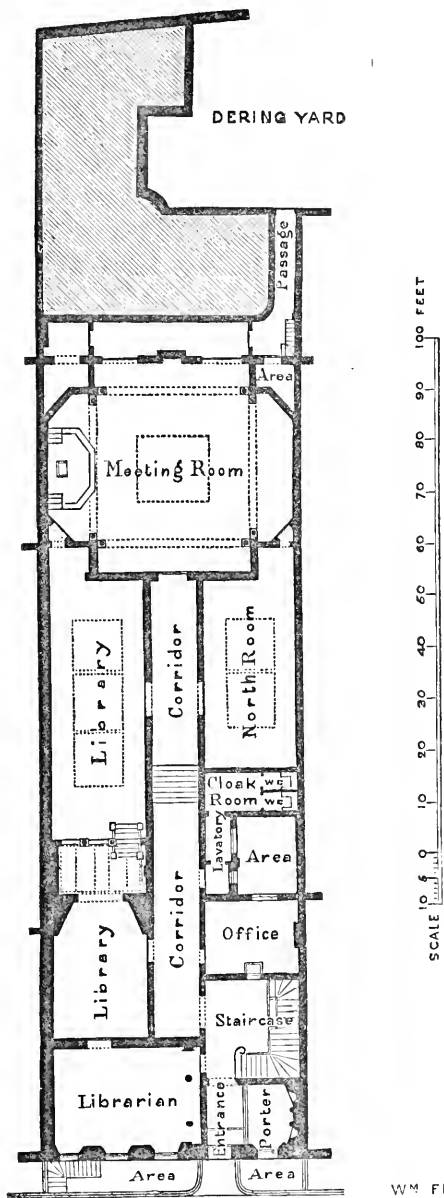 DERING YARD
Passage
Area
Meeting Room
Library
Corridor
North Room
Cloak
Room
WC
WC
Lavatory
Area
Office
Library
Corridor
Staircase
Librarian
Entrance
Porter
Area
Area
SCALE 10 5 0 10 20 30 40 50 60 70 80 90 100 FEET
WM